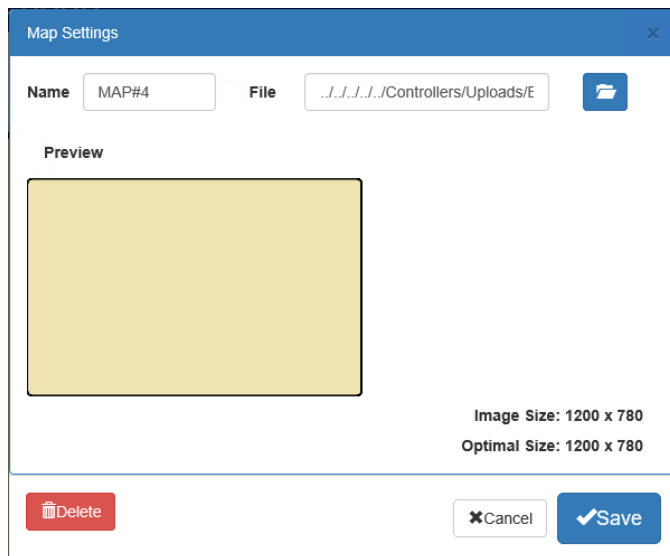 Map Settings
×
Name MAP#4 File ../../../../../Controllers/Uploads/E
Preview
Image Size: 1200 x 780
Optimal Size: 1200 x 780
Delete
Cancel
Save